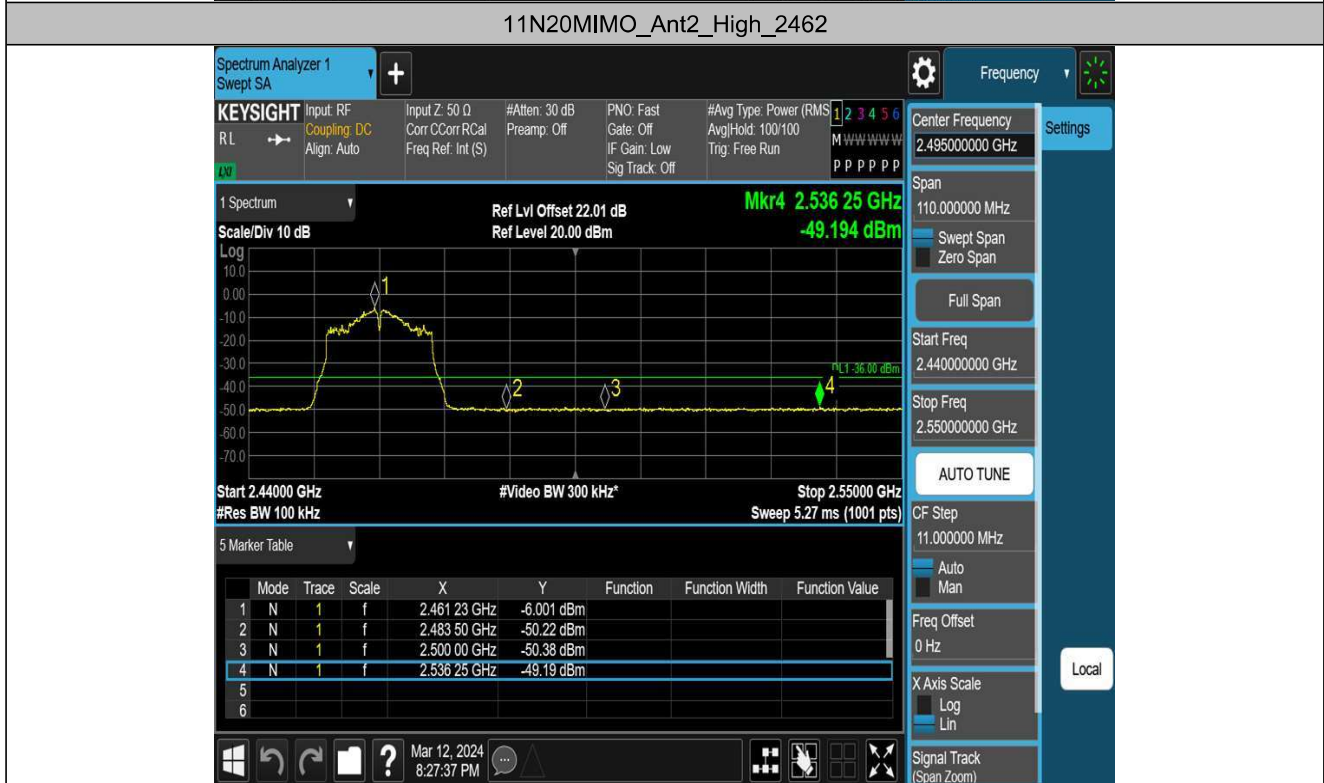 11N20MIMO_Ant2_High_2462
Spectrum Analyzer 1
Swept SA
+
Frequency
KEYSIGHT
RL
LXI
Input: RF
Coupling: DC
Align: Auto
Input Z: 50 Ω
Corr CCorr RCal
Freq Ref: Int (S)
#Atten: 30 dB
Preamp: Off
PNO: Fast
Gate: Off
IF Gain: Low
Sig Track: Off
#Avg Type: Power (RMS
Avg|Hold: 100/100
Trig: Free Run
1 2 3 4 5 6
M W W W W W
P P P P P P
Center Frequency
2.495000000 GHz
Settings
Span
110.000000 MHz
Swept Span
Zero Span
Full Span
Start Freq
2.440000000 GHz
Stop Freq
2.550000000 GHz
AUTO TUNE
CF Step
11.000000 MHz
Auto
Man
Freq Offset
0 Hz
X Axis Scale
Log
Lin
Signal Track
(Span Zoom)
Local
1 Spectrum
Scale/Div 10 dB
Ref Lvl Offset 22.01 dB
Ref Level 20.00 dBm
Mkr4 2.536 25 GHz
-49.194 dBm
Log
10.0
0.00
-10.0
-20.0
-30.0
-40.0
-50.0
-60.0
-70.0
1
2
3
4
DL1 -36.00 dBm
Start 2.44000 GHz
#Res BW 100 kHz
#Video BW 300 kHz*
Stop 2.55000 GHz
Sweep 5.27 ms (1001 pts)
5 Marker Table
Mode Trace Scale X Y Function Function Width Function Value
1 N 1 f 2.461 23 GHz -6.001 dBm
2 N 1 f 2.483 50 GHz -50.22 dBm
3 N 1 f 2.500 00 GHz -50.38 dBm
4 N 1 f 2.536 25 GHz -49.19 dBm
5
6
?
Mar 12, 2024
8:27:37 PM